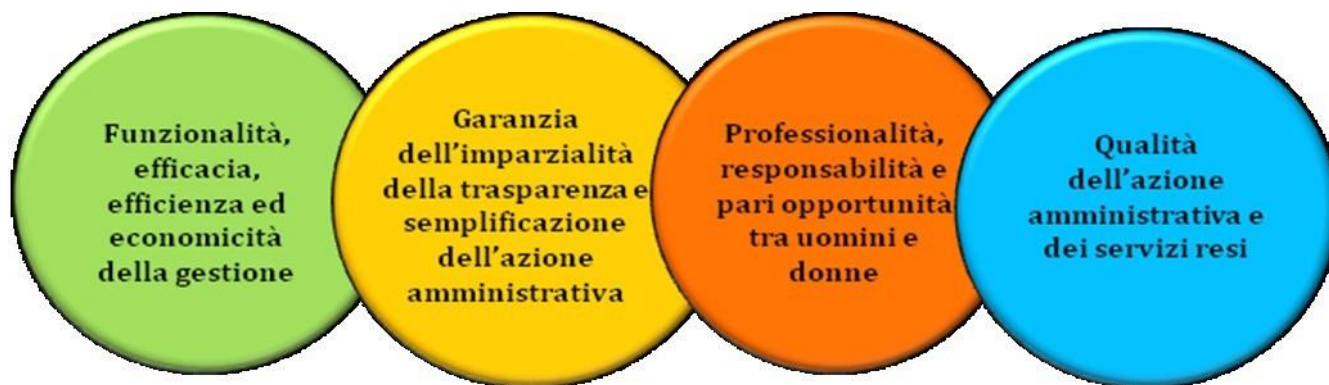 Funzionalità,
efficacia,
efficienza ed
economicità
della gestione
Garanzia
dell'imparzialità
della trasparenza e
semplificazione
dell'azione
amministrativa
Professionalità,
responsabilità e
pari opportunità
tra uomini e
donne
Qualità
dell'azione
amministrativa e
dei servizi resi